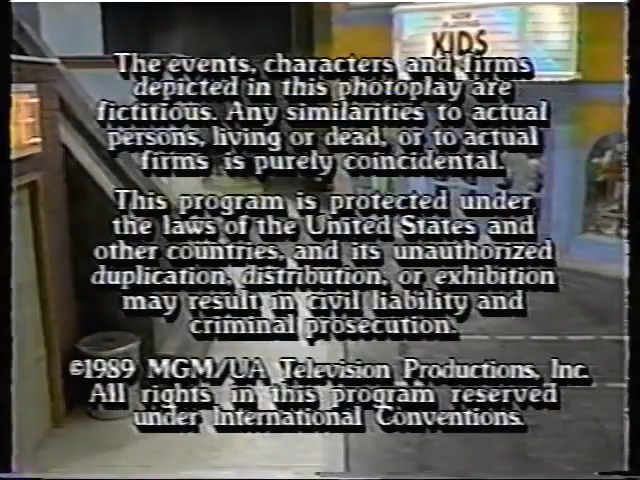 KIDS
E
The events, characters and firms
depicted in this photoplay are
fictitious. Any similarities to actual
persons, living or dead, or to actual
firms is purely coincidental.
This program is protected under
the laws of the United States and
other countries, and its unauthorized
duplication, distribution, or exhibition
may result in civil liability and
criminal prosecution.
©1989 MGM/UA Television Productions, Inc.
All rights in this program reserved
under International Conventions.